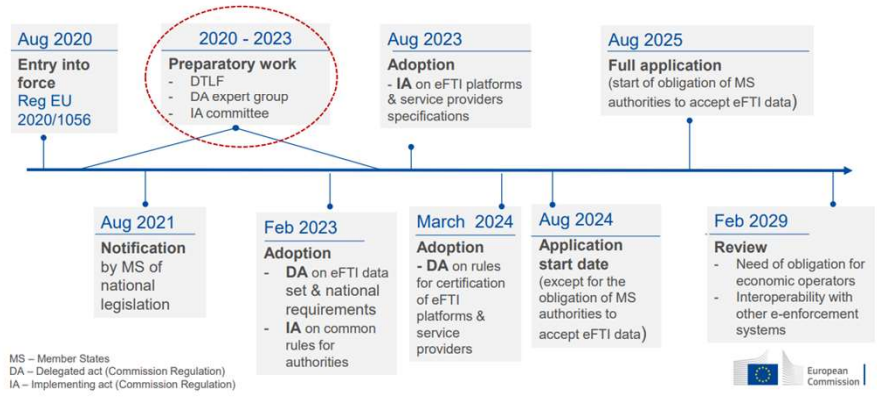 Aug 2020
Entry into
force
Reg EU
2020/1056
2020 - 2023
Preparatory work
- DTLF
- DA expert group
- IA committee
Aug 2023
Adoption
- IA on eFTI platforms
& service providers
specifications
Aug 2025
Full application
(start of obligation of MS
authorities to accept eFTI data)
Aug 2021
Notification
by MS of
national
legislation
Feb 2023
Adoption
- DA on eFTI data
set & national
requirements
- IA on common
rules for
authorities
March 2024
Adoption
- DA on rules
for certification
of eFTI
platforms &
service
providers
Aug 2024
Application
start date
(except for the
obligation of MS
authorities to
accept eFTI data)
Feb 2029
Review
- Need of obligation for
economic operators
- Interoperability with
other e-enforcement
systems
MS – Member States
DA – Delegated act (Commission Regulation)
IA – Implementing act (Commission Regulation)
European
Commission